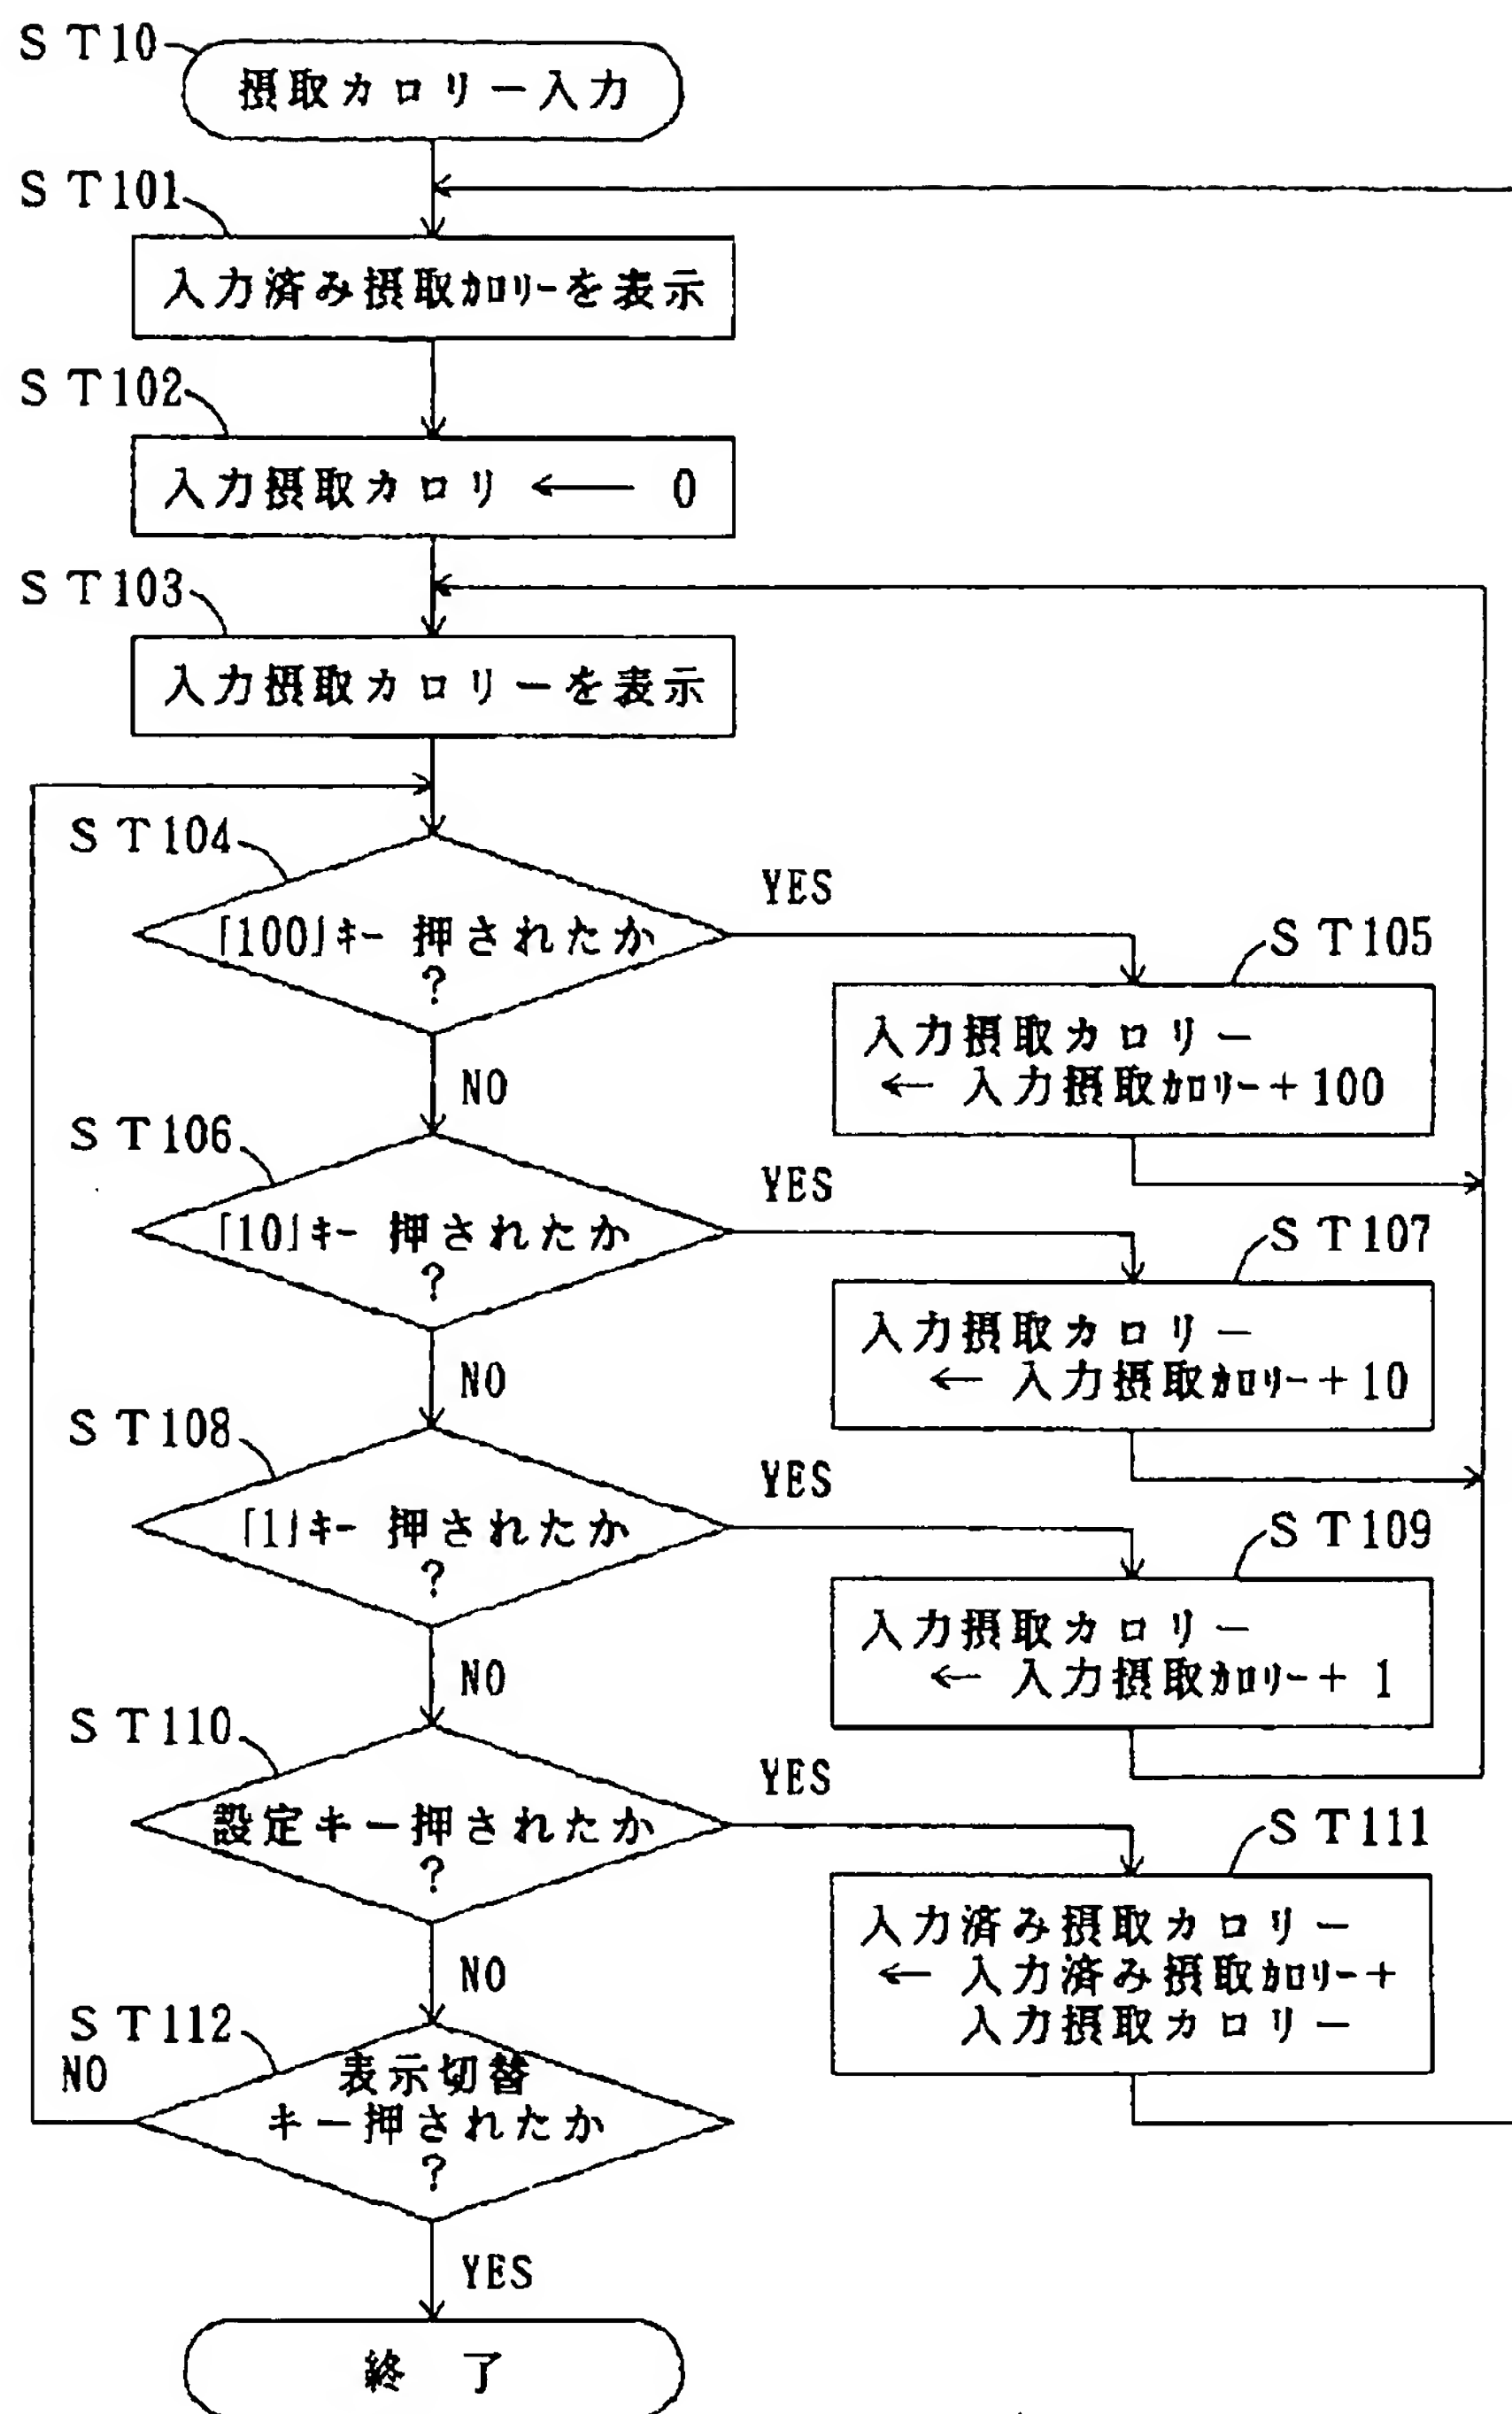 ST10
摂取カロリー入力
ST101
入力済み摂取カロリーを表示
ST102
入力摂取カロリ ← 0
ST103
入力摂取カロリーを表示
ST104
「100」キー 押されたか
?
YES
NO
ST105
入力摂取カロリー
← 入力摂取カロリー+100
ST106
「10」キー 押されたか
?
YES
NO
ST107
入力摂取カロリー
← 入力摂取カロリー+10
ST108
「1」キー 押されたか
?
YES
NO
ST109
入力摂取カロリー
← 入力摂取カロリー+ 1
ST110
設定キー押されたか
?
YES
NO
ST111
入力済み摂取カロリー
← 入力済み摂取カロリー+
入力摂取カロリー
ST112
NO
表示切替
キー押されたか
?
YES
終 了